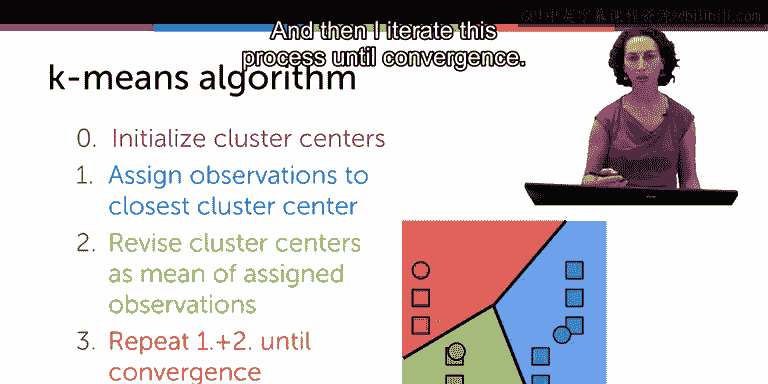 And then I iterate this
process until convergence.
k-means algorithm
0. Initialize cluster centers
1. Assign observations to
closest cluster center
2. Revise cluster centers
as mean of assigned
observations
3. Repeat 1.+2. until
convergence